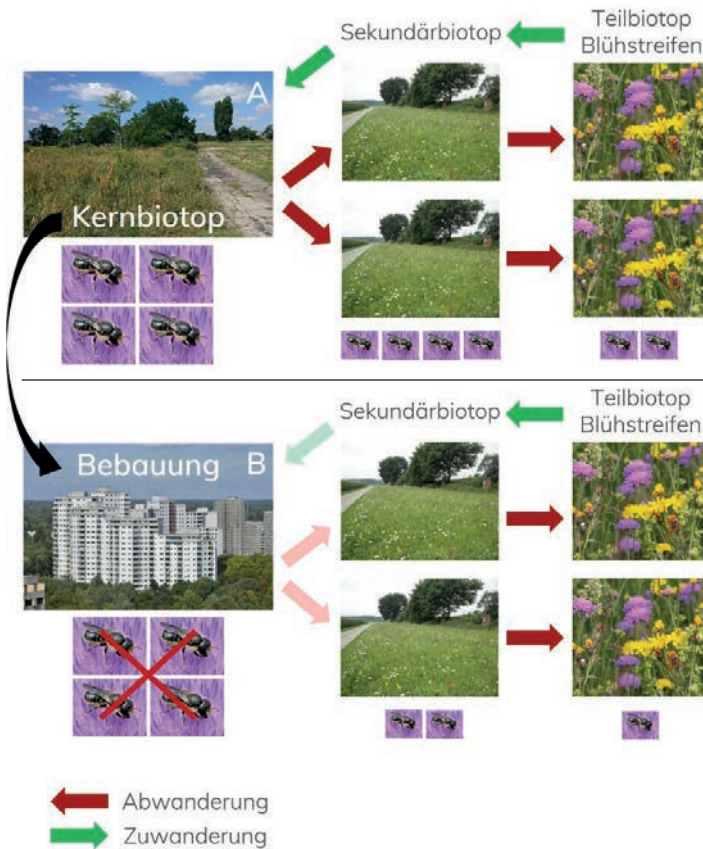 Sekundärbiotop
Teilbiotop
Blühstreifen
A
Kernbiotop
Sekundärbiotop
Teilbiotop
Blühstreifen
Bebauung
B
Abwanderung
Zuwanderung